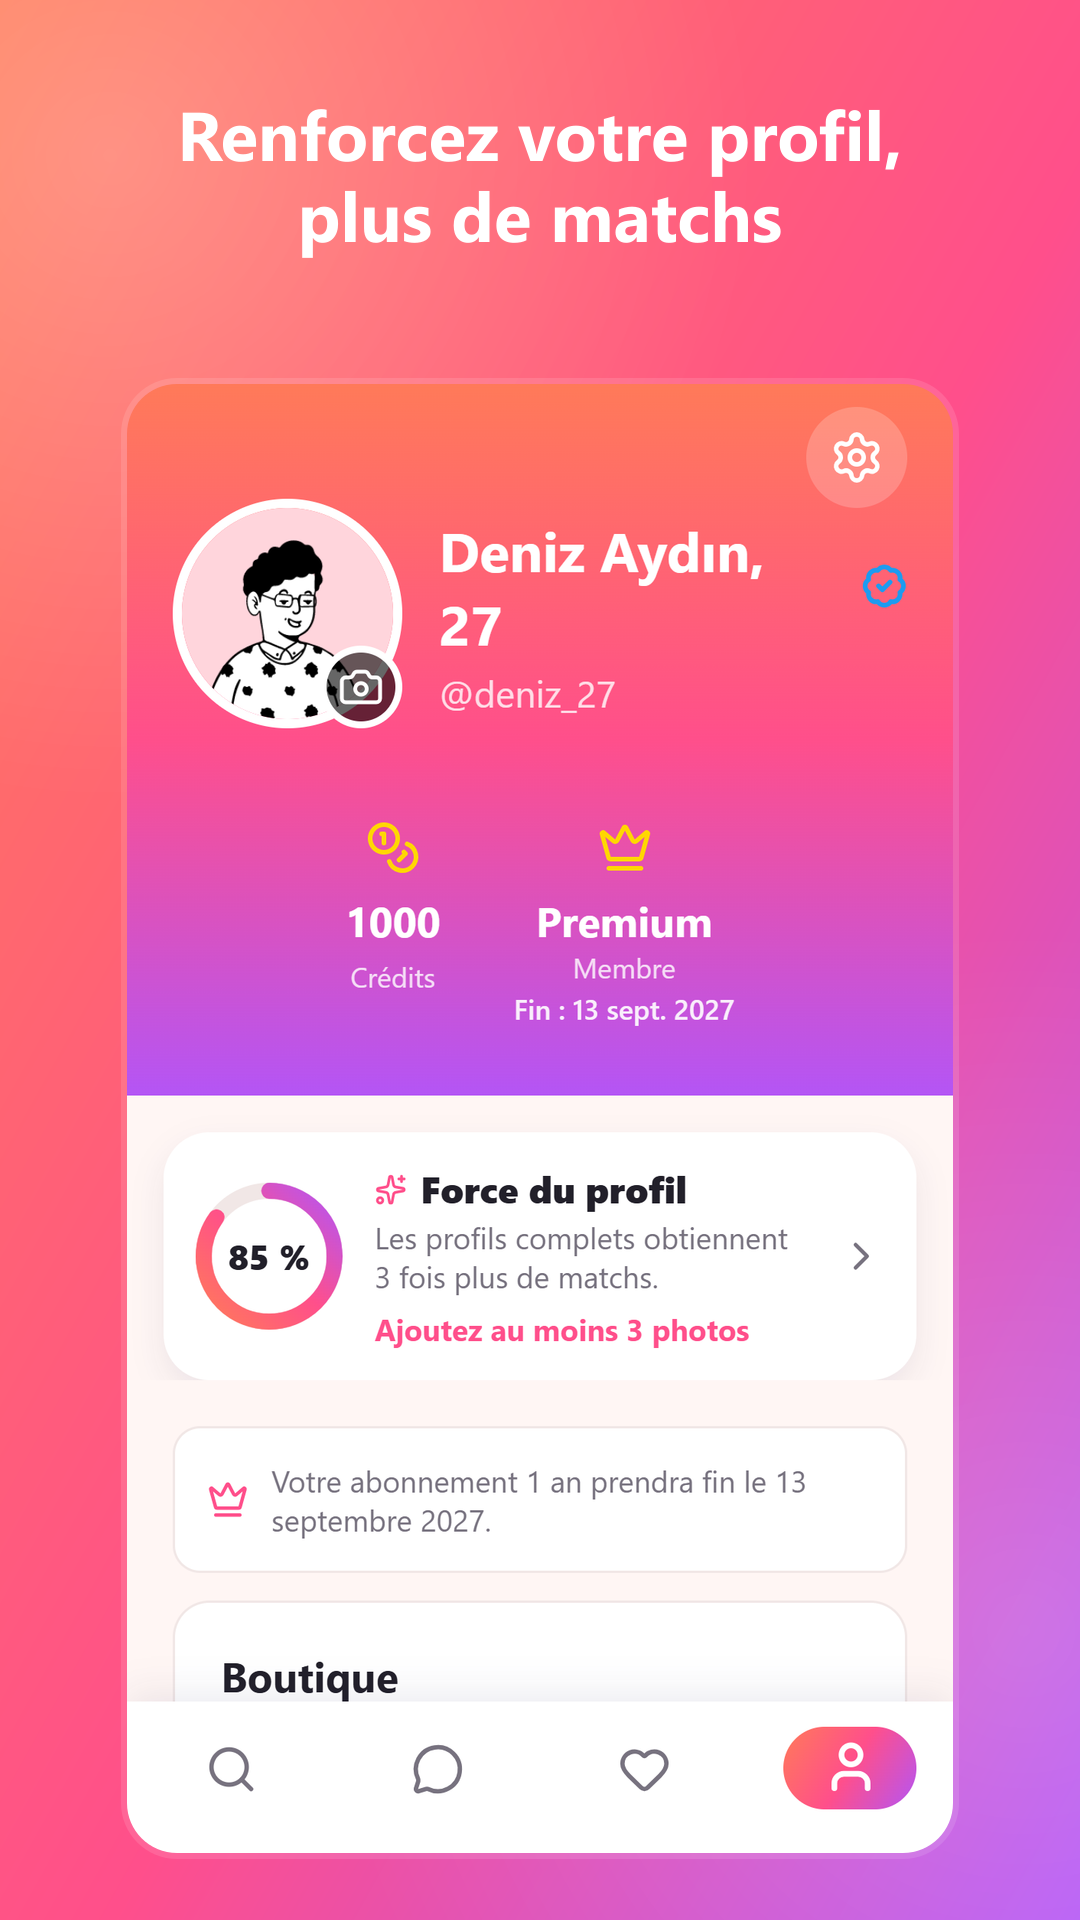 Renforcez votre profil,
plus de matchs
Deniz Aydın,
27
@deniz_27
1000
Crédits
Premium
Membre
Fin : 13 sept. 2027
85 %
Force du profil
Les profils complets obtiennent
3 fois plus de matchs.
Ajoutez au moins 3 photos
Votre abonnement 1 an prendra fin le 13
septembre 2027.
Boutique